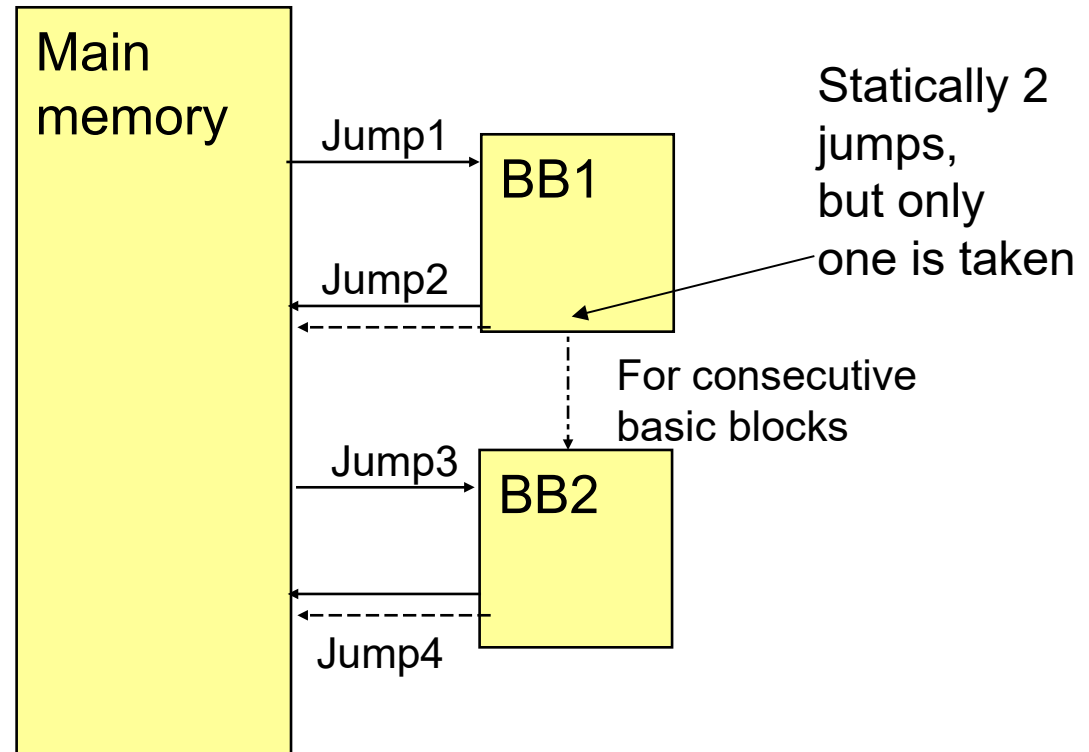 Main
memory
Jump1
BB1
Statically 2
jumps,
but only
one is taken
Jump2
For consecutive
basic blocks
Jump3
BB2
Jump4